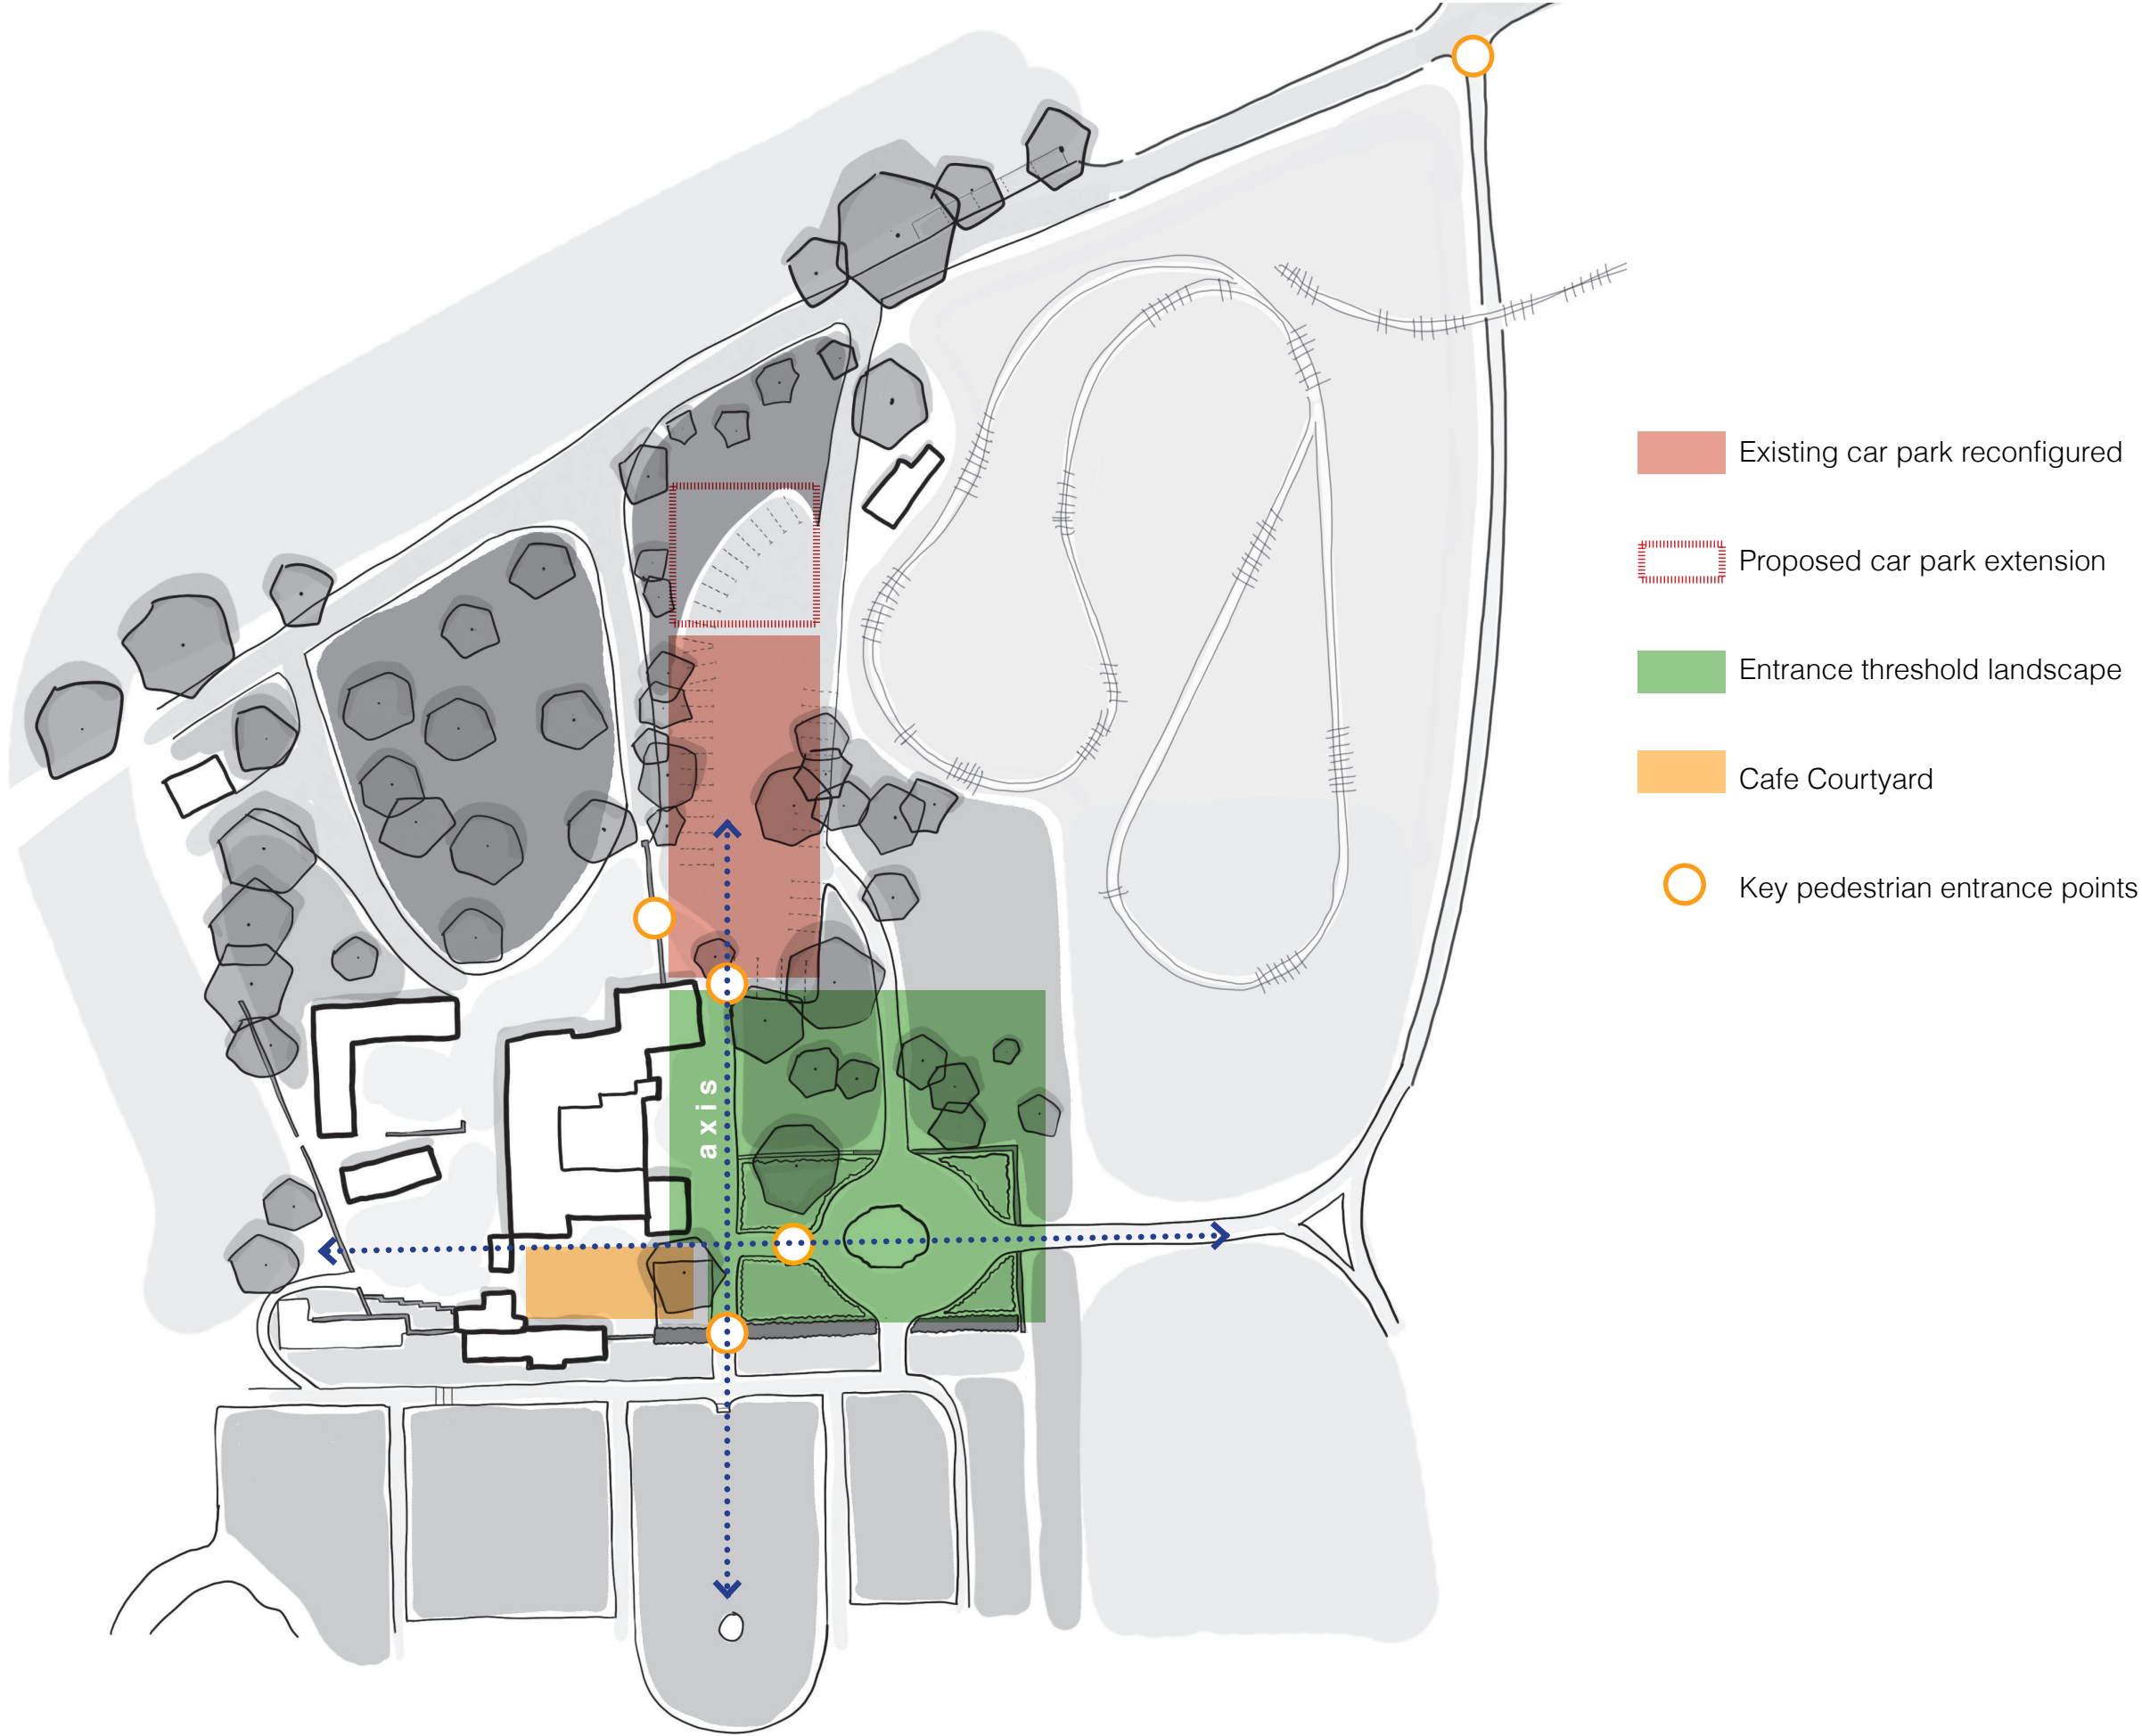 Existing car park reconfigured
Proposed car park extension
Entrance threshold landscape
Cafe Courtyard
Key pedestrian entrance points
axis